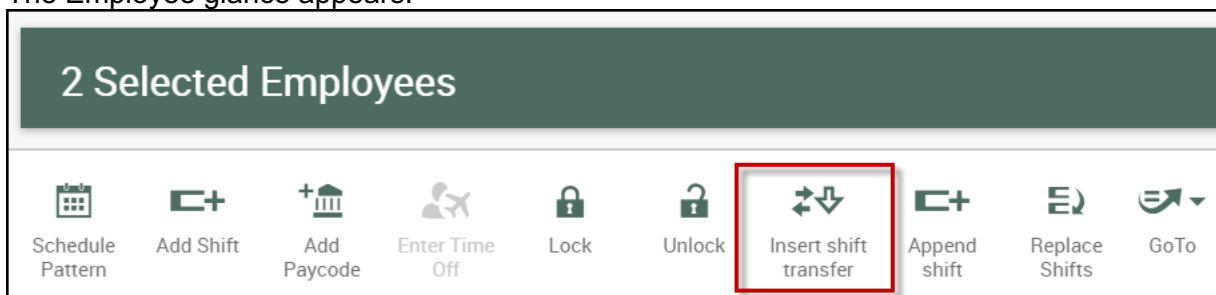 The Employee glance appears.
2 Selected Employees
Schedule Pattern
Add Shift
Add Paycode
Enter Time Off
Lock
Unlock
Insert shift transfer
Append shift
Replace Shifts
GoTo